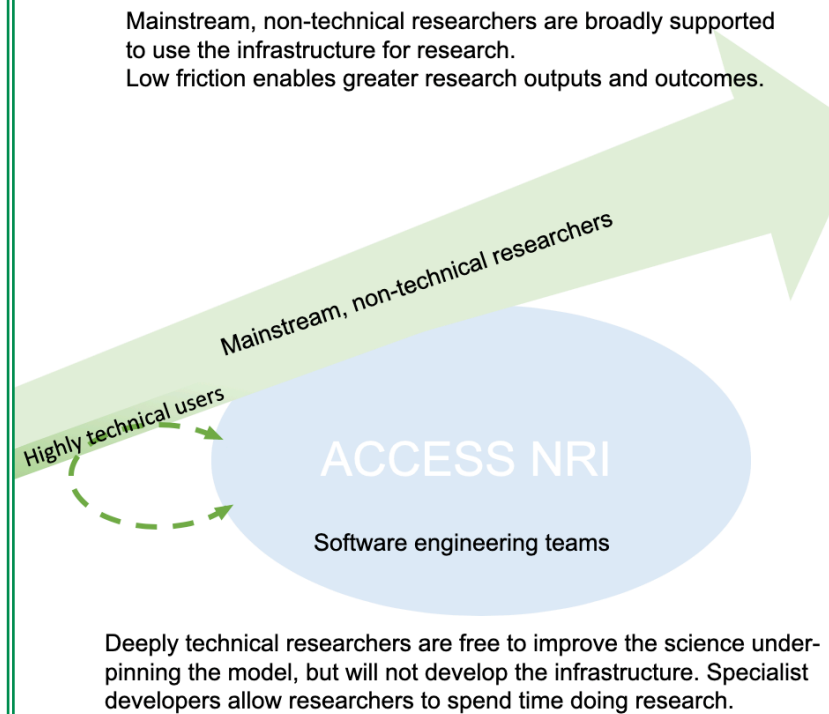 Mainstream, non-technical researchers are broadly supported
to use the infrastructure for research.
Low friction enables greater research outputs and outcomes.
Mainstream, non-technical researchers
Highly technical users
ACCESS NRI
Software engineering teams
Deeply technical researchers are free to improve the science under-
pinning the model, but will not develop the infrastructure. Specialist
developers allow researchers to spend time doing research.